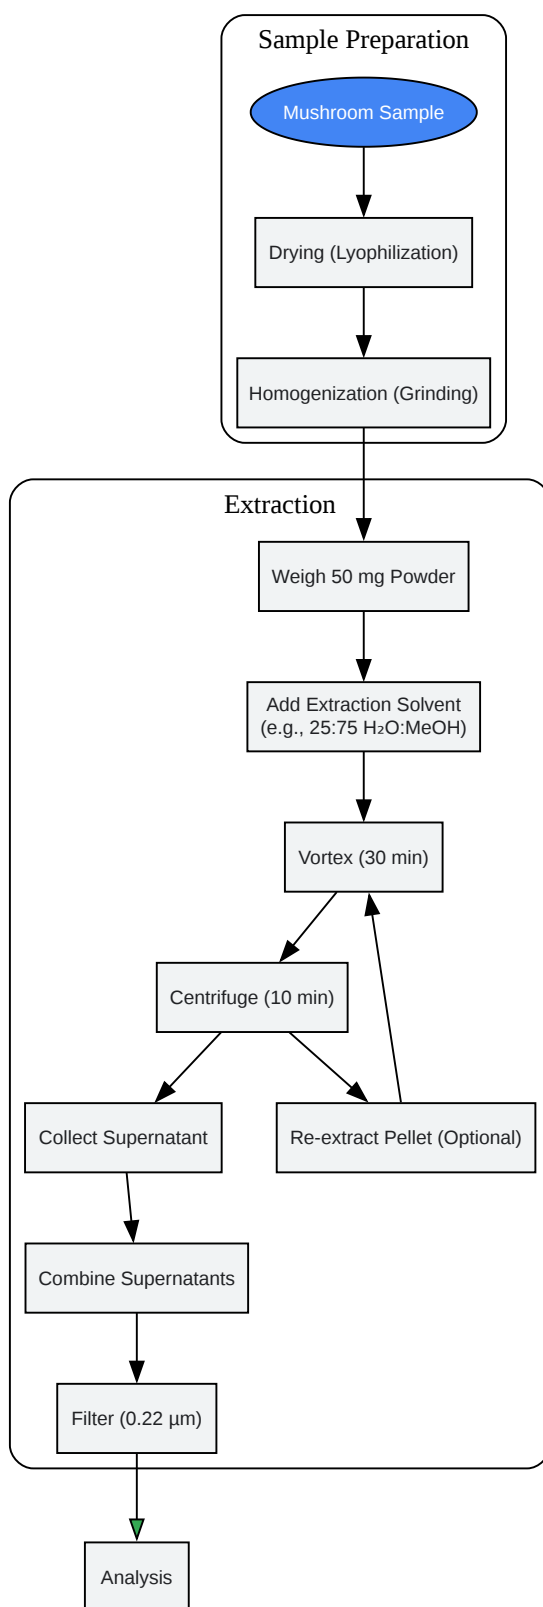 Sample Preparation
Mushroom Sample
Drying (Lyophilization)
Homogenization (Grinding)
Extraction
Weigh 50 mg Powder
Add Extraction Solvent
(e.g., 25:75 H₂O:MeOH)
Vortex (30 min)
Centrifuge (10 min)
Collect Supernatant
Re-extract Pellet (Optional)
Combine Supernatants
Filter (0.22 µm)
Analysis